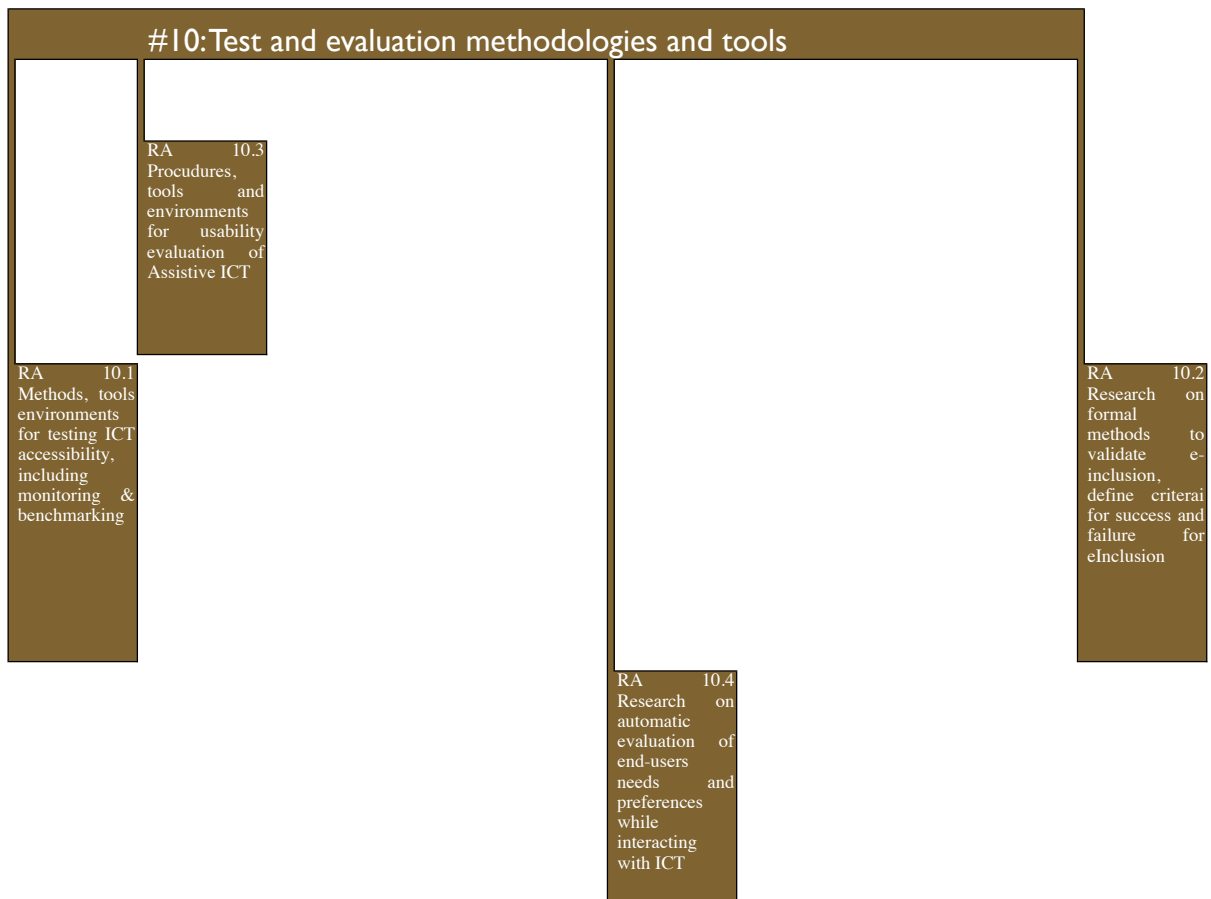 #10: Test and evaluation methodologies and tools
RA 10.3
Procudures,
tools and
environments
for usability
evaluation of
Assistive ICT
RA 10.1
Methods, tools
environments
for testing ICT
accessibility,
including
monitoring &
benchmarking
RA 10.2
Research on
formal
methods to
validate e-
inclusion,
define criterai
for success and
failure for
eInclusion
RA 10.4
Research on
automatic
evaluation of
end-users
needs and
preferences
while
interacting
with ICT